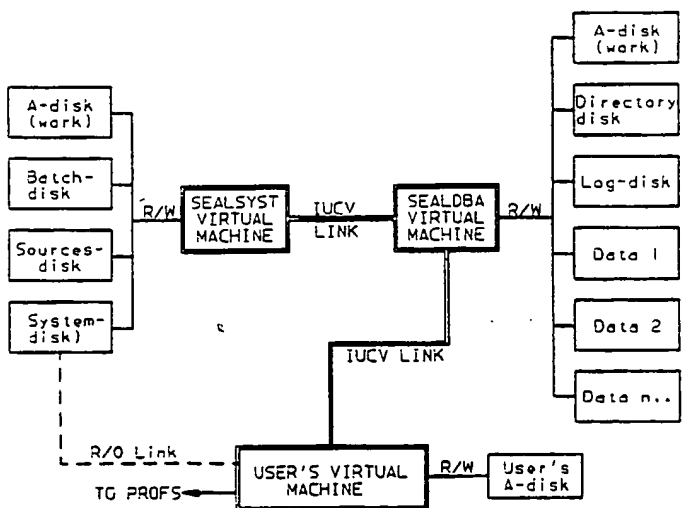 A-disk
(work)
Batch-
disk
Sources-
disk
System-
disk)
R/W
SEALSYST
VIRTUAL
MACHINE
IUCV
LINK
SEALDBA
VIRTUAL
MACHINE
R/W
A-disk
(work)
Directory
disk
Log-disk
Data 1
Data 2
Data n..
IUCV LINK
R/O Link
USER'S VIRTUAL
MACHINE
R/W
User's
A-disk
TO PROFS